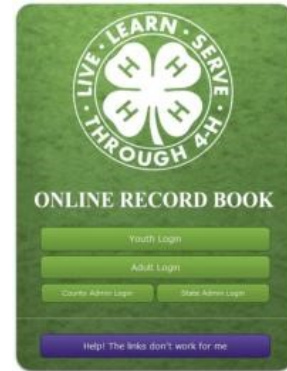 LIVE · LEARN · SERVE
THROUGH 4-H
H H
H H
ONLINE RECORD BOOK
Youth Login
Adult Login
County Admin Login State Admin Login
Help! The links don't work for me